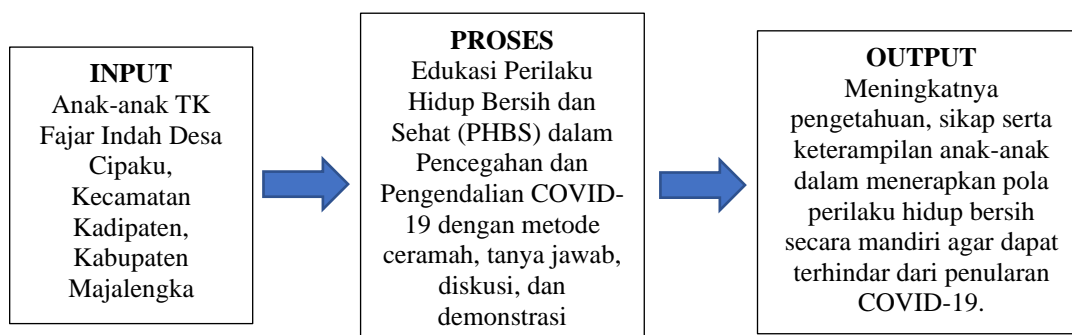 INPUT
Anak-anak TK
Fajar Indah Desa
Cipaku,
Kecamatan
Kadipaten,
Kabupaten
Majalengka
PROSES
Edukasi Perilaku
Hidup Bersih dan
Sehat (PHBS) dalam
Pencegahan dan
Pengendalian COVID-
19 dengan metode
ceramah, tanya jawab,
diskusi, dan
demonstrasi
OUTPUT
Meningkatnya
pengetahuan, sikap serta
keterampilan anak-anak
dalam menerapkan pola
perilaku hidup bersih
secara mandiri agar dapat
terhindar dari penularan
COVID-19.